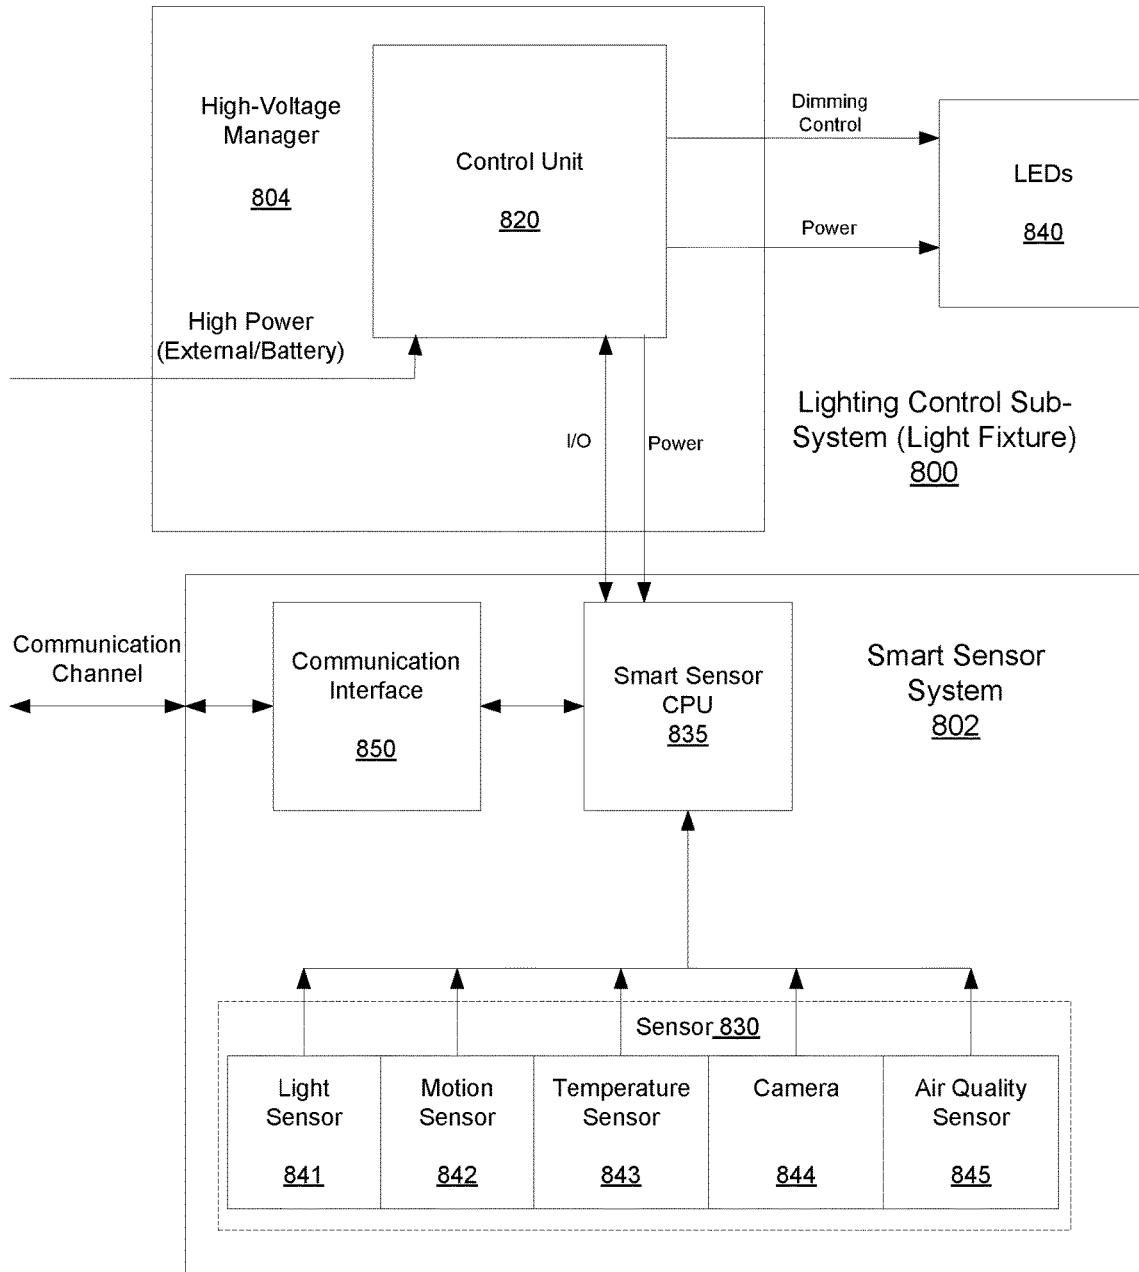 High-Voltage
Manager
804
Control Unit
820
Dimming
Control
Power
LEDs
840
High Power
(External/Battery)
I/O
Power
Lighting Control Sub-
System (Light Fixture)
800
Communication
Channel
Communication
Interface
850
Smart Sensor
CPU
835
Smart Sensor
System
802
Sensor 830
Light
Sensor
841
Motion
Sensor
842
Temperature
Sensor
843
Camera
844
Air Quality
Sensor
845